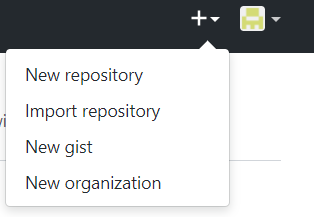 New repository
Import repository
New gist
New organization